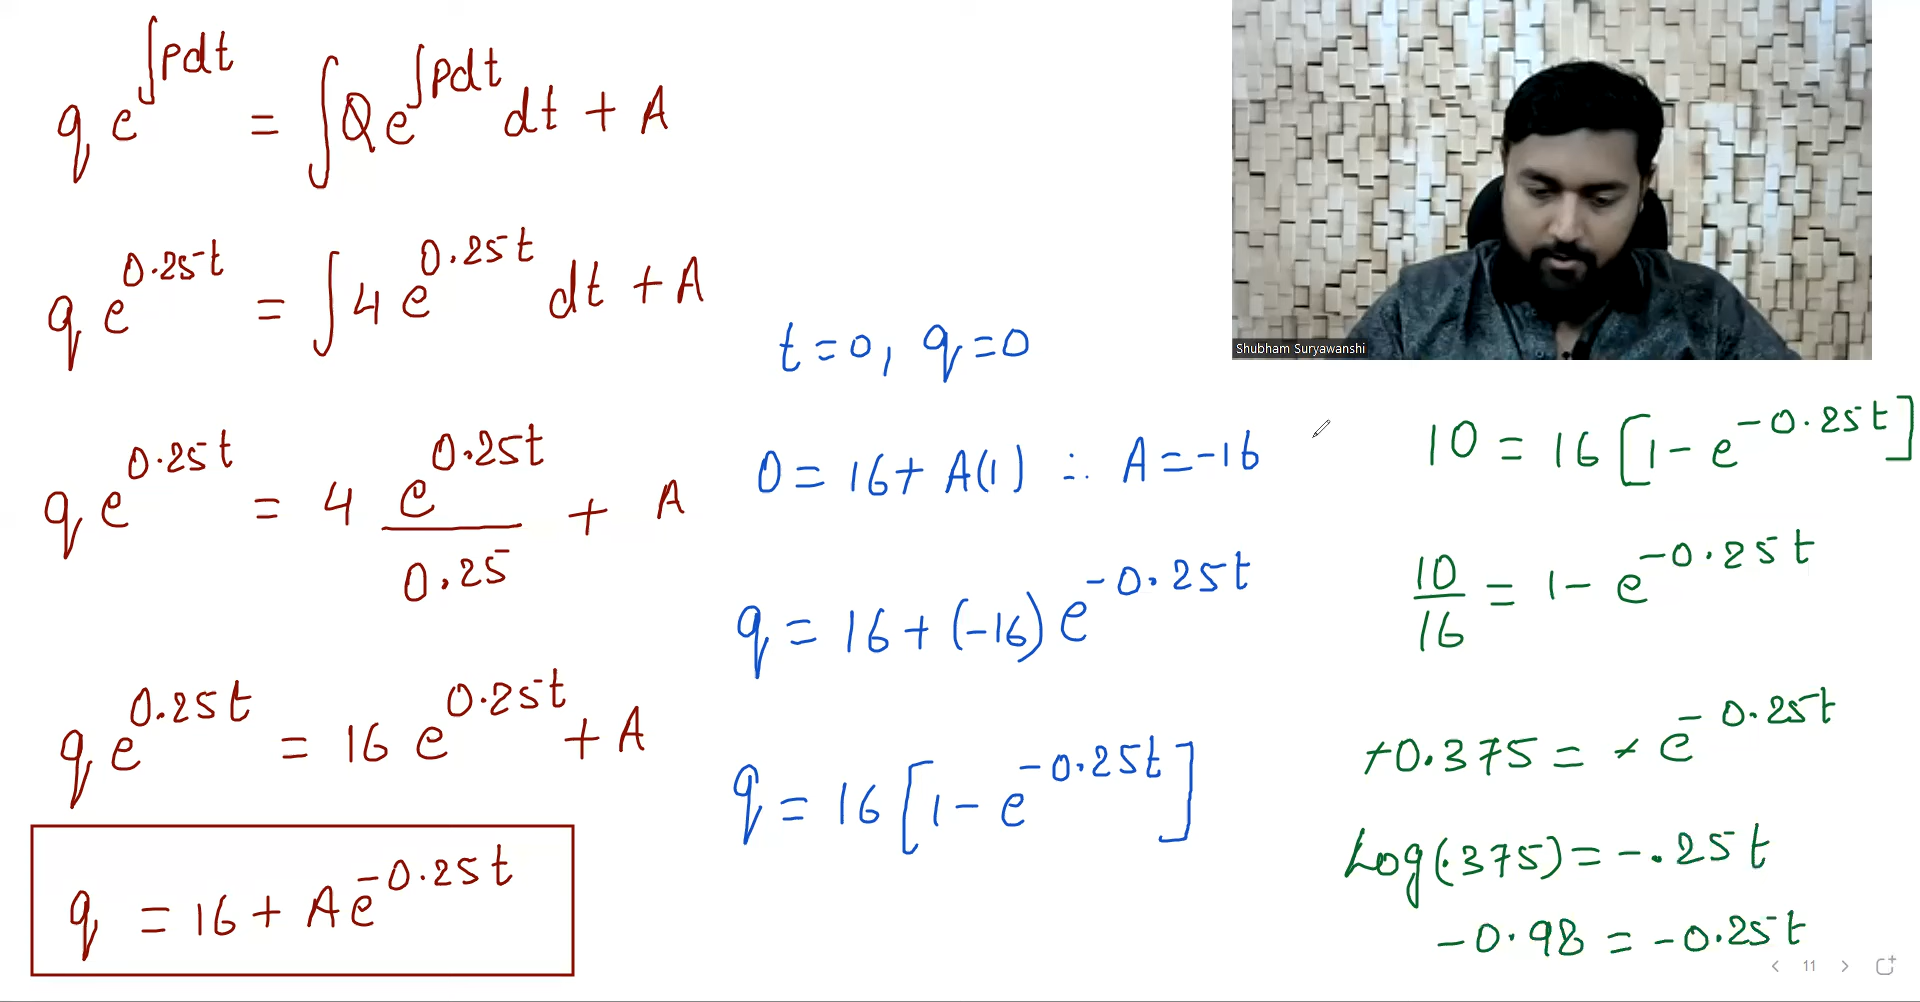 q e^{∫pdt} = ∫Q e^{∫pdt} dt + A
q e^{0.25t} = ∫4 e^{0.25t} dt + A
q e^{0.25t} = 4 e^{0.25t}/0.25 + A
q e^{0.25t} = 16 e^{0.25t} + A
q = 16 + A e^{-0.25t}
t = 0, q = 0
0 = 16 + A(1) ∴ A = -16
q = 16 + (-16) e^{-0.25t}
q = 16 [1 - e^{-0.25t}]
Shubham Suryawanshi
10 = 16 [1 - e^{-0.25t}]
10/16 = 1 - e^{-0.25t}
+0.375 = + e^{-0.25t}
Log(.375) = -.25t
-0.98 = -0.25t
< 11 >